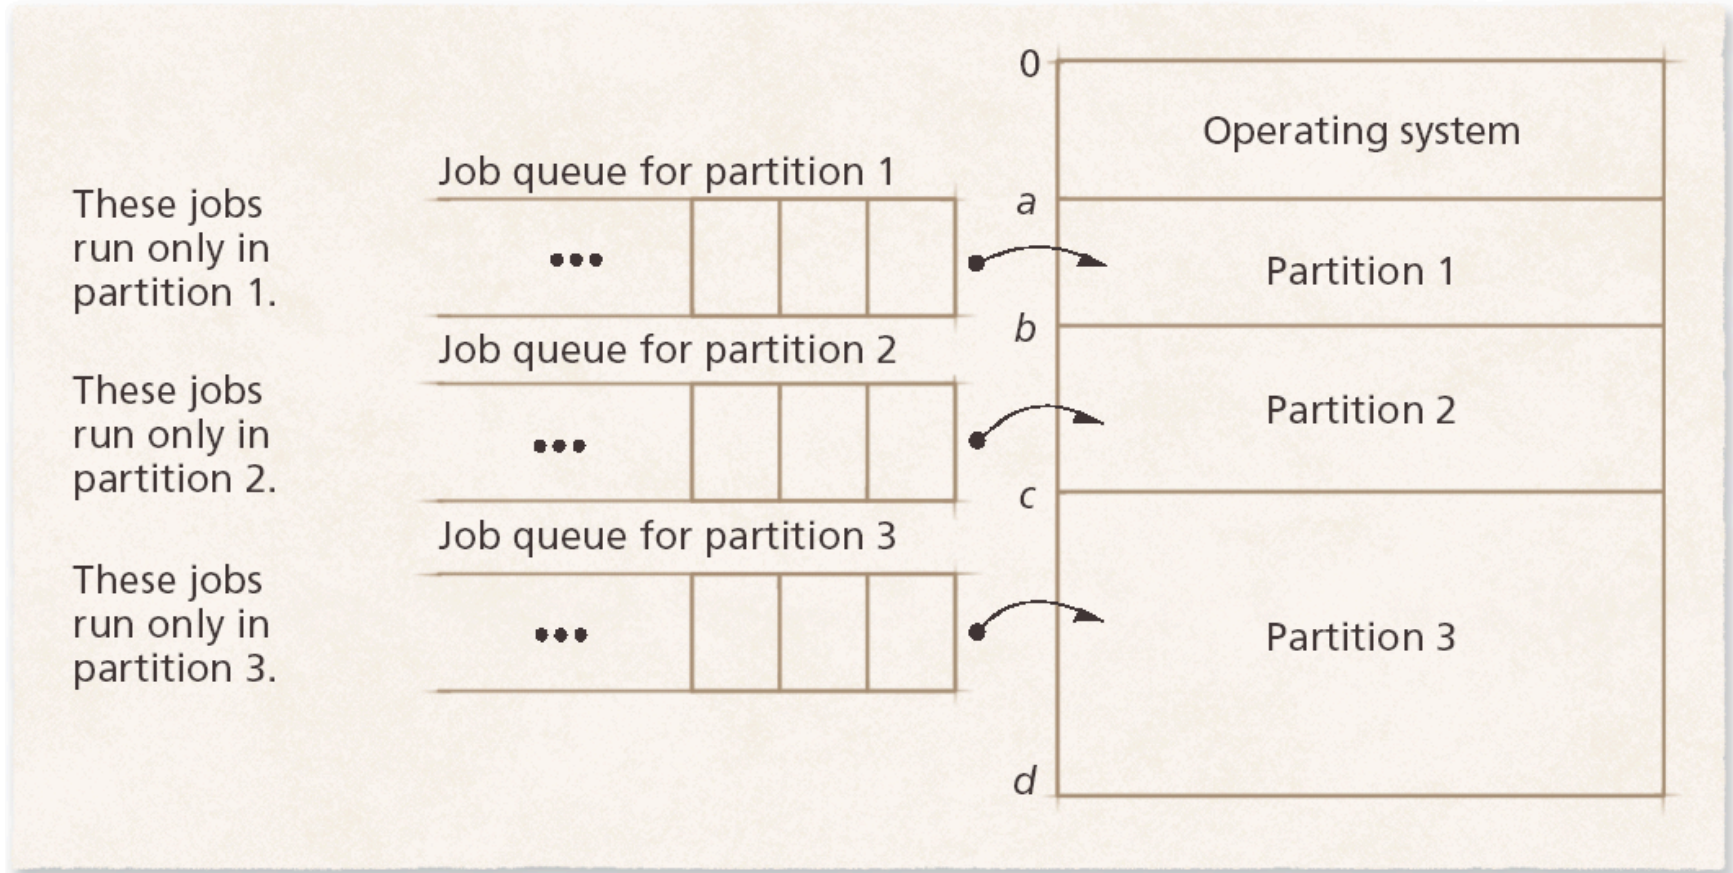 These jobs
run only in
partition 1.
Job queue for partition 1
•••
These jobs
run only in
partition 2.
Job queue for partition 2
•••
These jobs
run only in
partition 3.
Job queue for partition 3
•••
0
Operating system
a
Partition 1
b
Partition 2
c
Partition 3
d